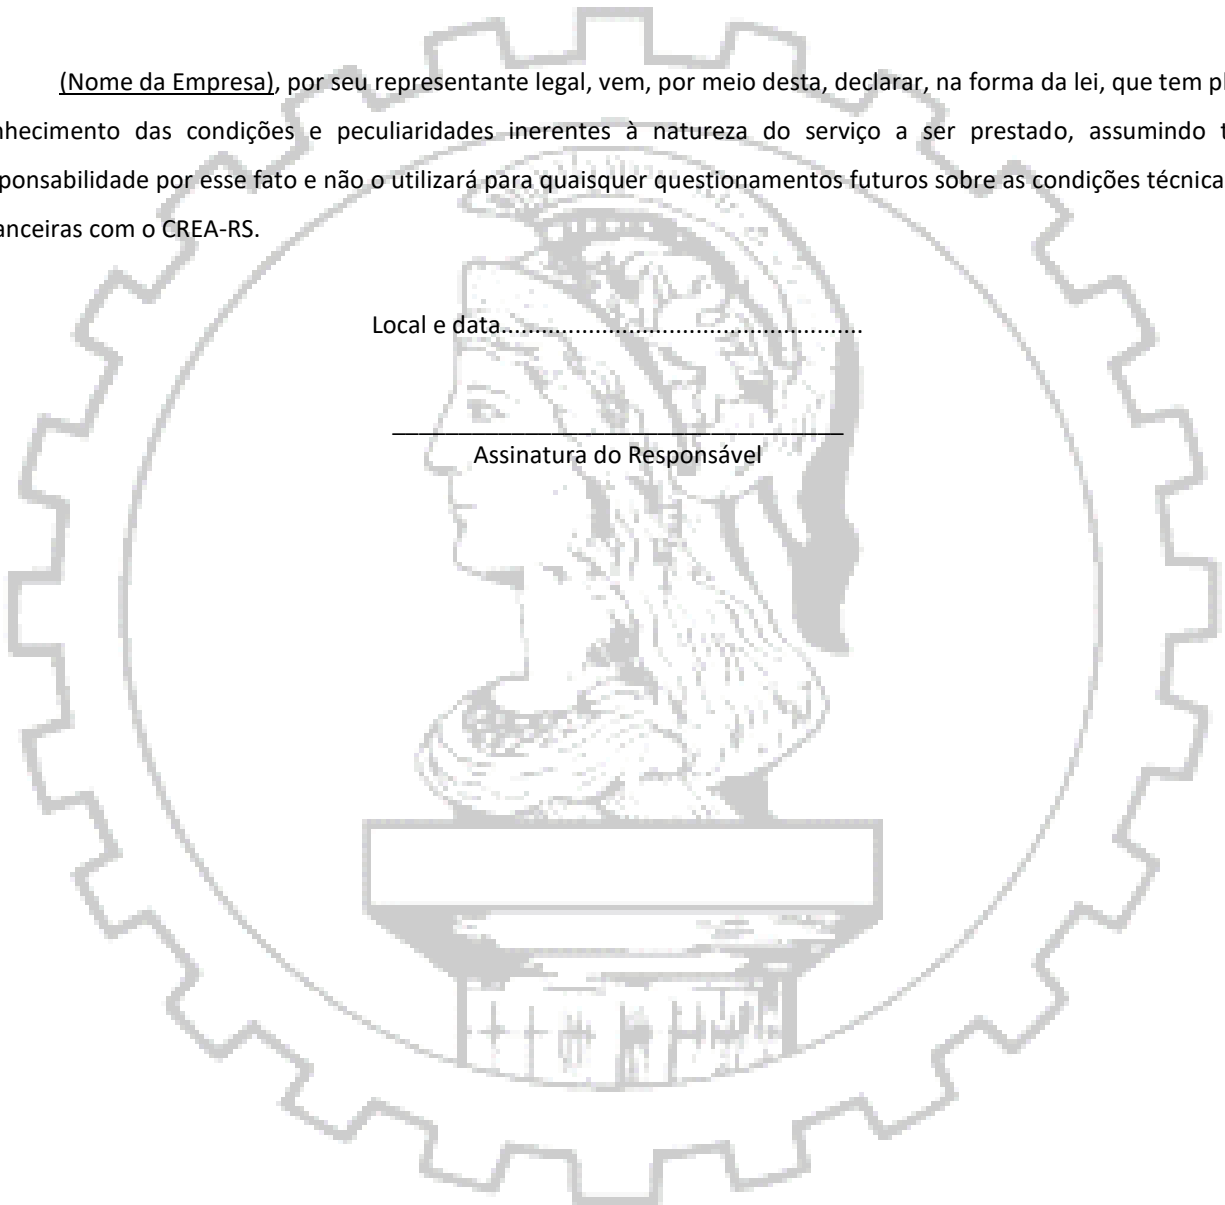 (Nome da Empresa), por seu representante legal, vem, por meio desta, declarar, na forma da lei, que tem pl
nhecimento das condições e peculiaridades inerentes à natureza do serviço a ser prestado, assumindo t
ponsabilidade por esse fato e não o utilizará para quaisquer questionamentos futuros sobre as condições técnica
anceiras com o CREA-RS.
Local e data......................................................
Assinatura do Responsável